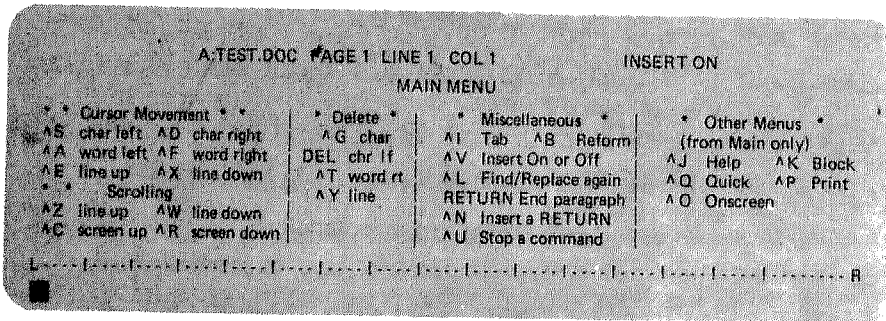 A:TEST.DOC PAGE 1 LINE 1 COL 1 INSERT ON
MAIN MENU
* * Cursor Movement * * | * Delete * | * Miscellaneous * | * Other Menus *
^S char left ^D char right | ^G char | ^I Tab ^B Reform | (from Main only)
^A word left ^F word right | DEL chr lf | ^V Insert On or Off | ^J Help ^K Block
^E line up ^X line down | ^T word rt | ^L Find/Replace again | ^Q Quick ^P Print
* * Scrolling | ^Y line | RETURN End paragraph | ^O Onscreen
^Z line up ^W line down | | ^N Insert a RETURN
^C screen up ^R screen down | | ^U Stop a command
L----!----!----!----!----!----!----!----!----!----!--------R